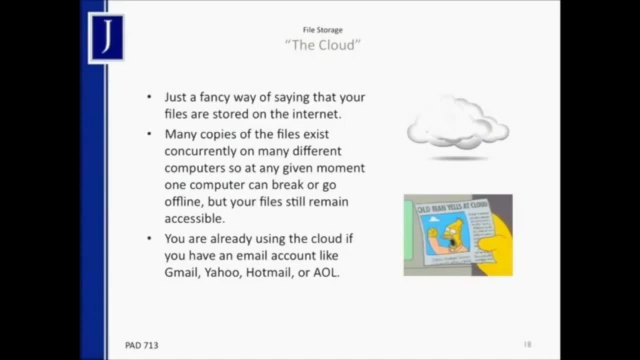 J
File Storage
“The Cloud”
• Just a fancy way of saying that your
files are stored on the internet.
• Many copies of the files exist
concurrently on many different
computers so at any given moment
one computer can break or go
offline, but your files still remain
accessible.
• You are already using the cloud if
you have an email account like
Gmail, Yahoo, Hotmail, or AOL.
OLD MAN YELLS AT CLOUD
PAD 713
18